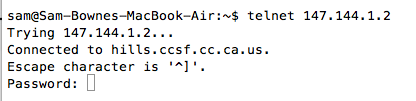 sam@Sam-Bownes-MacBook-Air:~$ telnet 147.144.1.2
Trying 147.144.1.2...
Connected to hills.ccsf.cc.ca.us.
Escape character is '^]'.
Password: